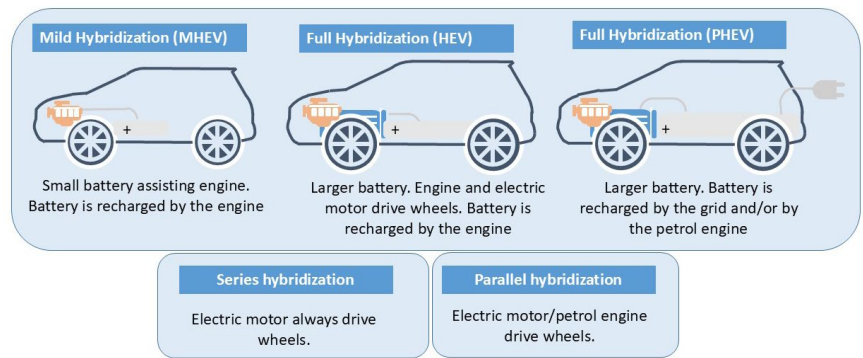 Mild Hybridization (MHEV)
Full Hybridization (HEV)
Full Hybridization (PHEV)
+
+
+
Small battery assisting engine.
Battery is recharged by the engine
Larger battery. Engine and electric
motor drive wheels. Battery is
recharged by the engine
Larger battery. Battery is
recharged by the grid and/or by
the petrol engine
Series hybridization
Electric motor always drive
wheels.
Parallel hybridization
Electric motor/petrol engine
drive wheels.